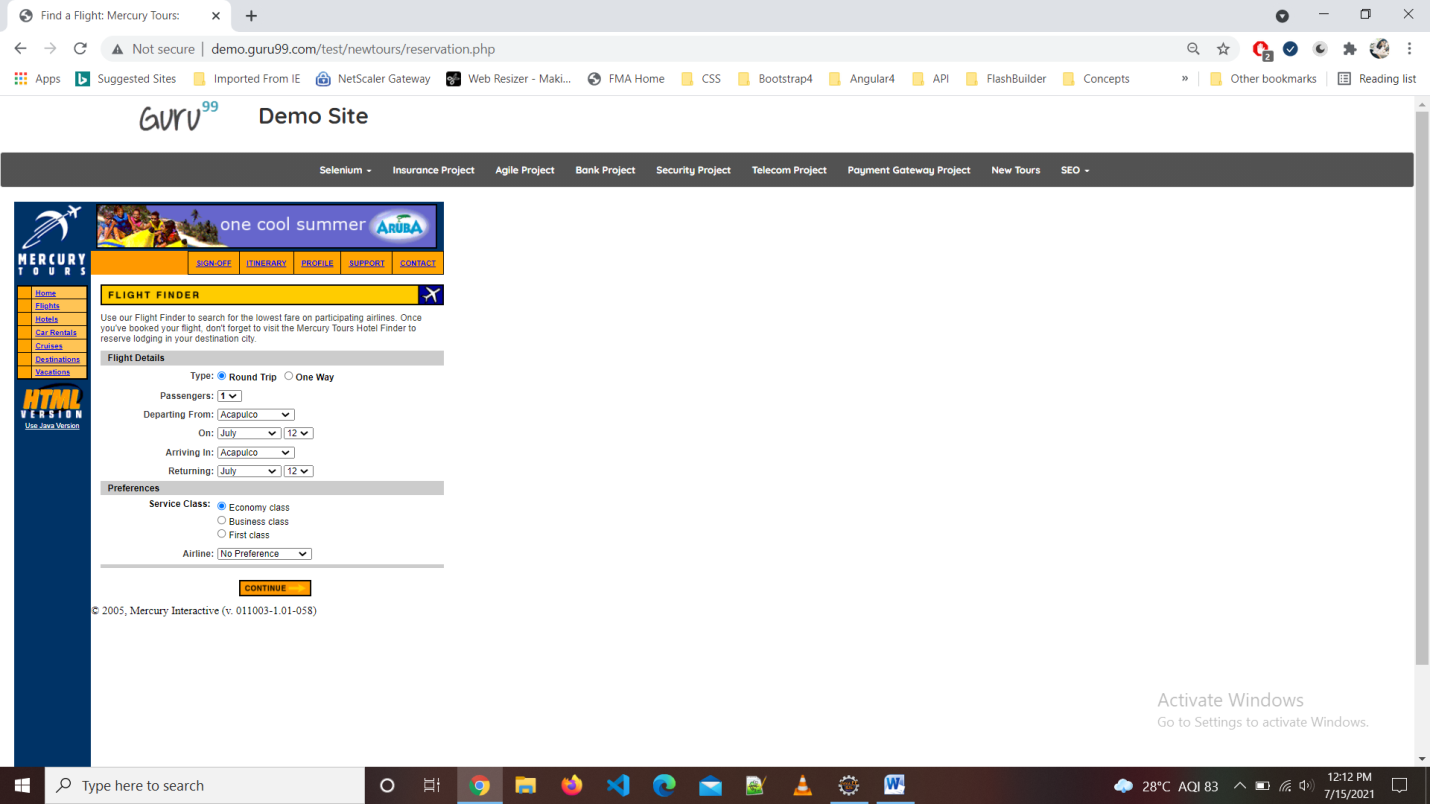 Find a Flight: Mercury Tours:
Not secure | demo.guru99.com/test/newtours/reservation.php
2
Apps Suggested Sites Imported From IE NetScaler Gateway Web Resizer - Maki... FMA Home CSS Bootstrap4 Angular4 API FlashBuilder Concepts » Other bookmarks Reading list
Guru99 Demo Site
Selenium Insurance Project Agile Project Bank Project Security Project Telecom Project Payment Gateway Project New Tours SEO
one cool summer ARUBA
MERCURY
TOURS
SIGN-OFF ITINERARY PROFILE SUPPORT CONTACT
Home
Flights
Hotels
Car Rentals
Cruises
Destinations
Vacations
HTML
VERSION
Use Java Version
FLIGHT FINDER
Use our Flight Finder to search for the lowest fare on participating airlines. Once
you've booked your flight, don't forget to visit the Mercury Tours Hotel Finder to
reserve lodging in your destination city.
Flight Details
Type: Round Trip One Way
Passengers: 1
Departing From: Acapulco
On: July 12
Arriving In: Acapulco
Returning: July 12
Preferences
Service Class: Economy class
Business class
First class
Airline: No Preference
CONTINUE
© 2005, Mercury Interactive (v. 011003-1.01-058)
Activate Windows
Go to Settings to activate Windows.
Type here to search
28°C AQI 83
12:12 PM
7/15/2021